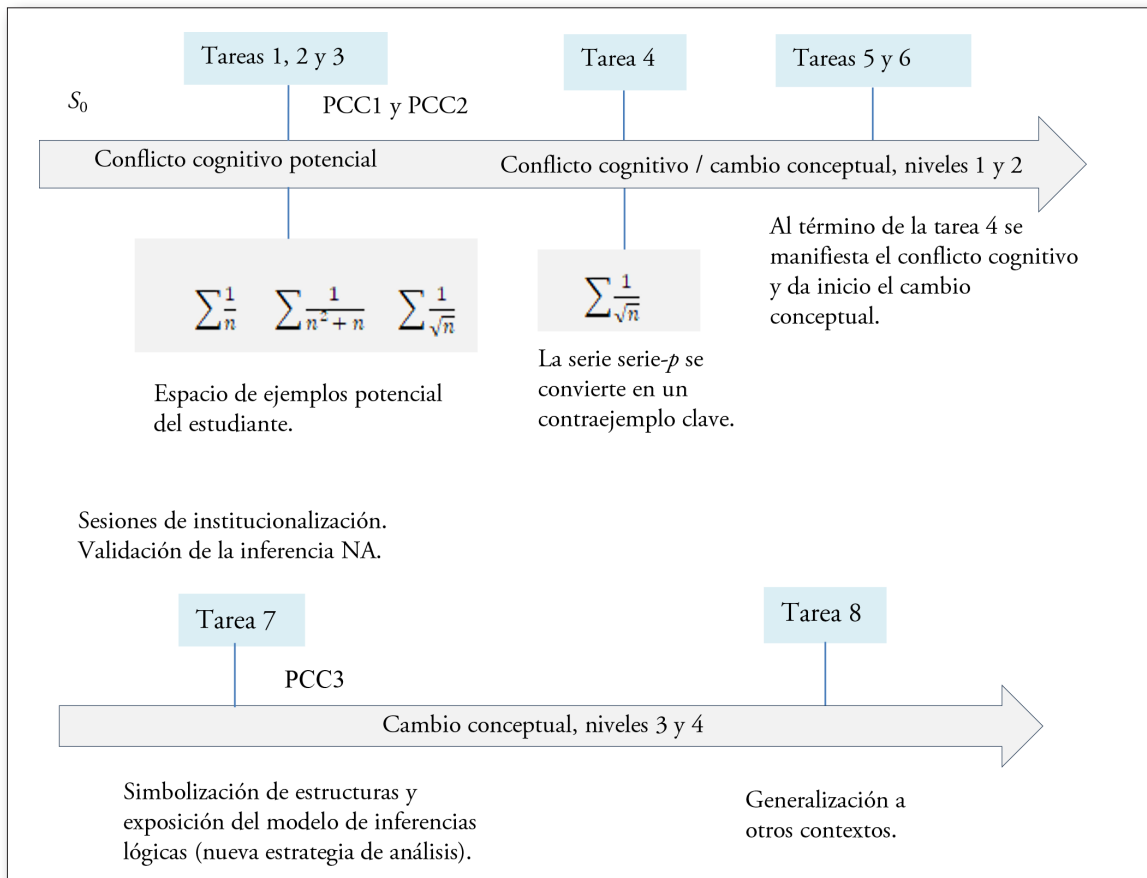 Tareas 1, 2 y 3
Tarea 4
Tareas 5 y 6
S₀
PCC1 y PCC2
Conflicto cognitivo potencial
Conflicto cognitivo / cambio conceptual, niveles 1 y 2
∑ 1/n   ∑ 1/(n² + n)   ∑ 1/√n
Espacio de ejemplos potencial
del estudiante.
∑ 1/√n
La serie serie-p se
convierte en un
contraejemplo clave.
Al término de la tarea 4 se
manifiesta el conflicto cognitivo
y da inicio el cambio
conceptual.
Sesiones de institucionalización.
Validación de la inferencia NA.
Tarea 7
Tarea 8
PCC3
Cambio conceptual, niveles 3 y 4
Simbolización de estructuras y
exposición del modelo de inferencias
lógicas (nueva estrategia de análisis).
Generalización a
otros contextos.